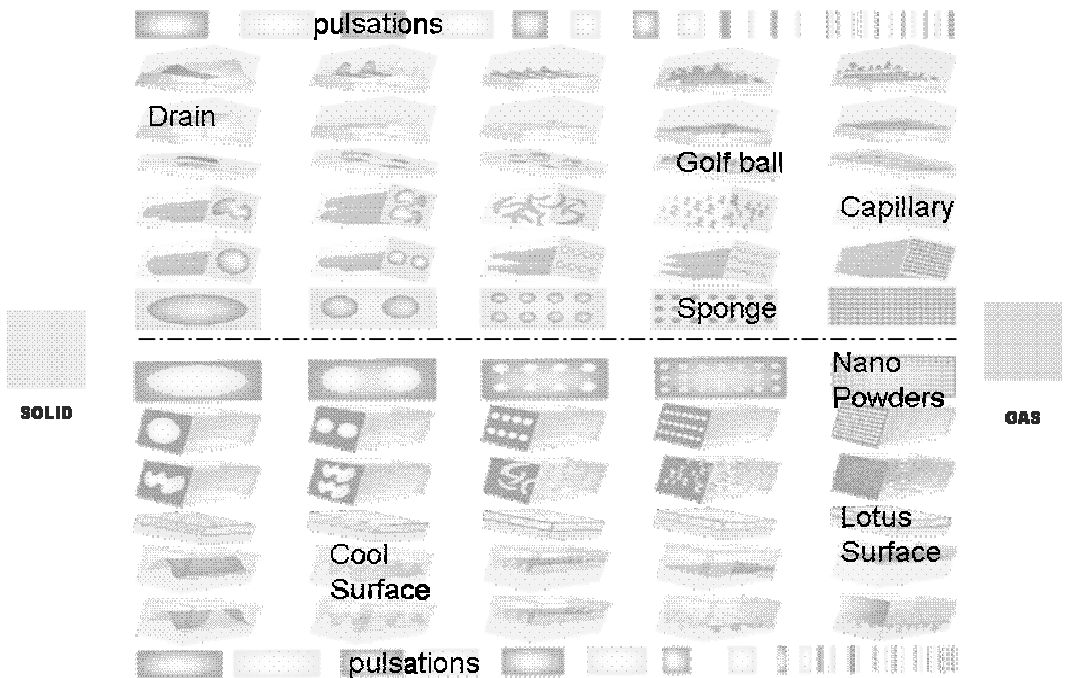 pulsations
Drain
Golf ball
Capillary
Sponge
SOLID
Nano
Powders
GAS
Lotus
Surface
Cool
Surface
pulsations